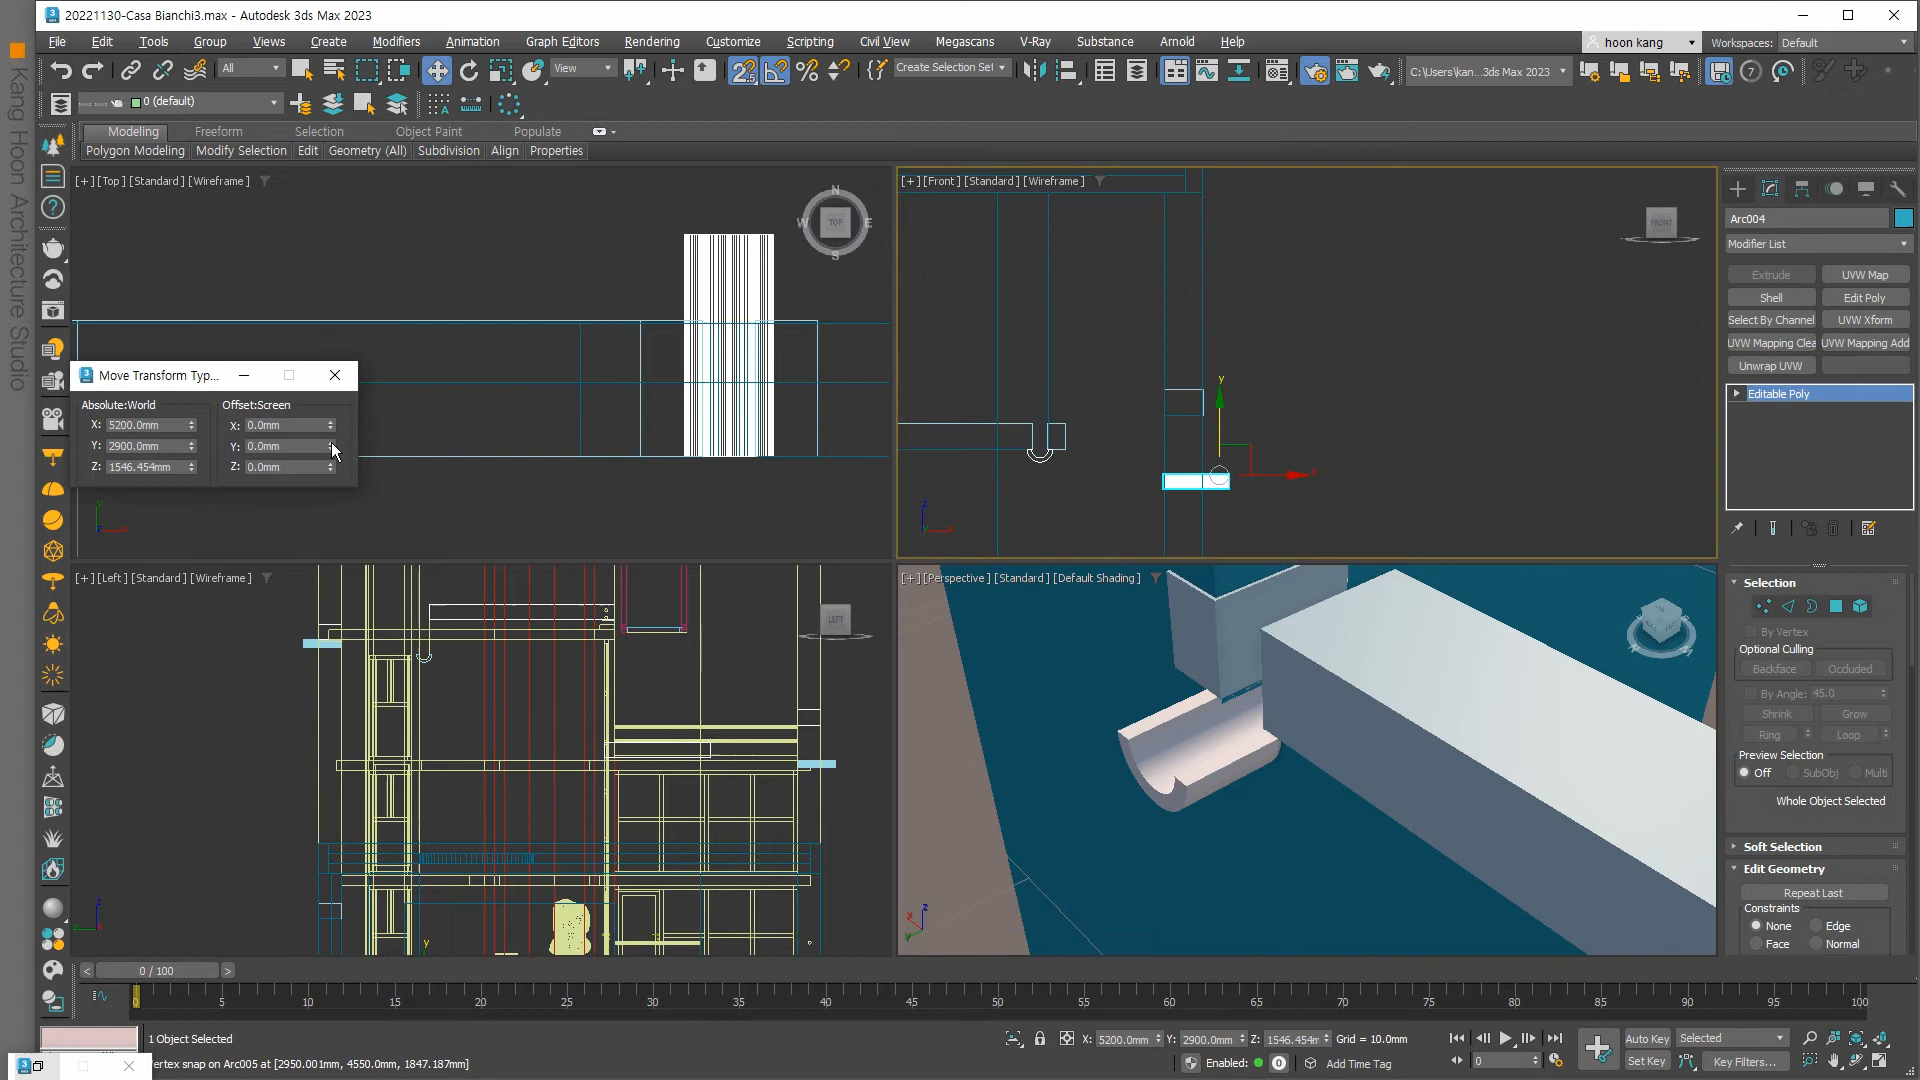 20221130-Casa Bianchi3.max - Autodesk 3ds Max 2023
File Edit Tools Group Views Create Modifiers Animation Graph Editors Rendering Customize Scripting Civil View Megascans V-Ray Substance Arnold Help
hoon kang Workspaces: Default
All View Create Selection Set C:\Users\kan...3ds Max 2023
0 (default)
Modeling Freeform Selection Object Paint Populate
Polygon Modeling Modify Selection Edit Geometry (All) Subdivision Align Properties
Kang Hoon Architecture Studio
[+] [Top] [Standard] [Wireframe]
N
W TOP E
S
[+] [Front] [Standard] [Wireframe]
FRONT
Arc004
Modifier List
Extrude UVW Map
Shell Edit Poly
Select By Channel UVW Xform
UVW Mapping Clea UVW Mapping Add
Unwrap UVW
Editable Poly
Move Transform Typ...
Absolute:World Offset:Screen
X: 5200.0mm X: 0.0mm
Y: 2900.0mm Y: 0.0mm
Z: 1546.454mm Z: 0.0mm
y
x
[+] [Left] [Standard] [Wireframe]
LEFT
[+] [Perspective] [Standard] [Default Shading]
Selection
By Vertex
Optional Culling
Backface Occluded
By Angle: 45.0
Shrink Grow
Ring Loop
Preview Selection
Off SubObj Multi
Whole Object Selected
Soft Selection
Edit Geometry
Repeat Last
Constraints
None Edge
Face Normal
< 0 / 100 >
0 5 10 15 20 25 30 35 40 45 50 55 60 65 70 75 80 85 90 95 100
1 Object Selected
X: 5200.0mm Y: 2900.0mm Z: 1546.454m Grid = 10.0mm
Auto Key Selected
ertex snap on Arc005 at [2950.001mm, 4550.0mm, 1847.187mm]
Enabled: 0 Add Time Tag
0 Set Key Key Filters...